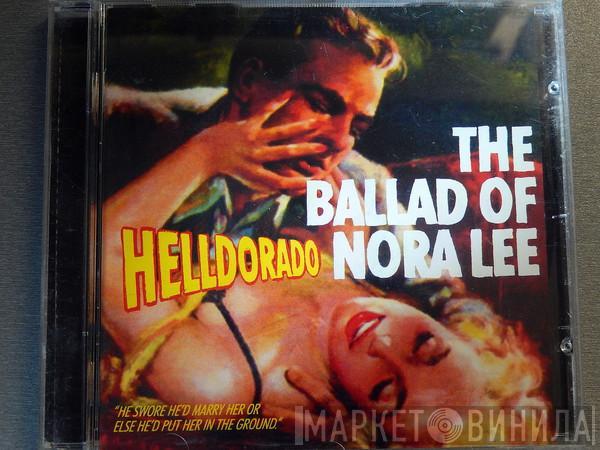 THE
BALLAD OF
HELLDORADO NORA LEE
"HE SWORE HE'D MARRY HER OR
ELSE HE'D PUT HER IN THE GROUND."
МАРКЕТ ВИНИЛА